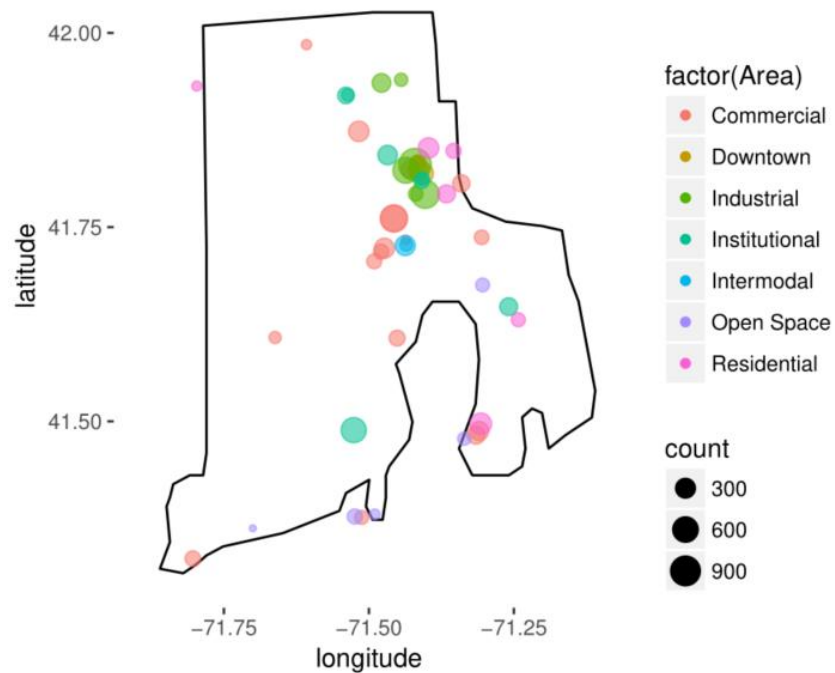 42.00
41.75
41.50
latitude
−71.75
−71.50
−71.25
longitude
factor(Area)
Commercial
Downtown
Industrial
Institutional
Intermodal
Open Space
Residential
count
300
600
900